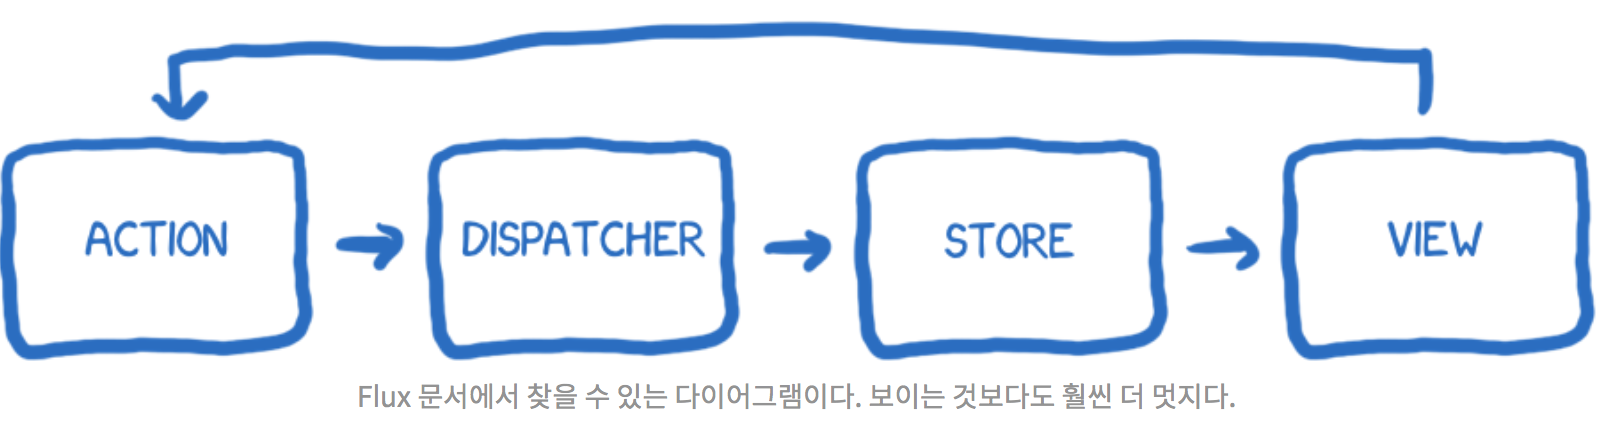 ACTION
DISPATCHER
STORE
VIEW
Flux 문서에서 찾을 수 있는 다이어그램이다. 보이는 것보다도 훨씬 더 멋지다.